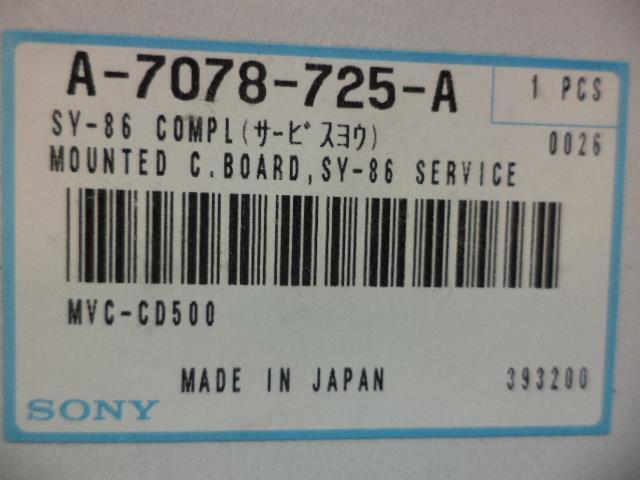 A-7078-725-A
1 PCS
SY-86 COMPL(サービスヨウ)
0026
MOUNTED C.BOARD,SY-86 SERVICE
MVC-CD500
MADE IN JAPAN
393200
SONY